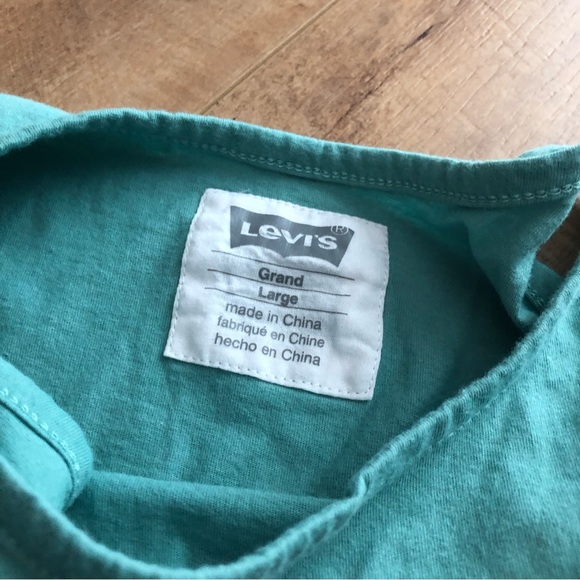 Levi's®
Grand
Large
made in China
fabriqué en Chine
hecho en China